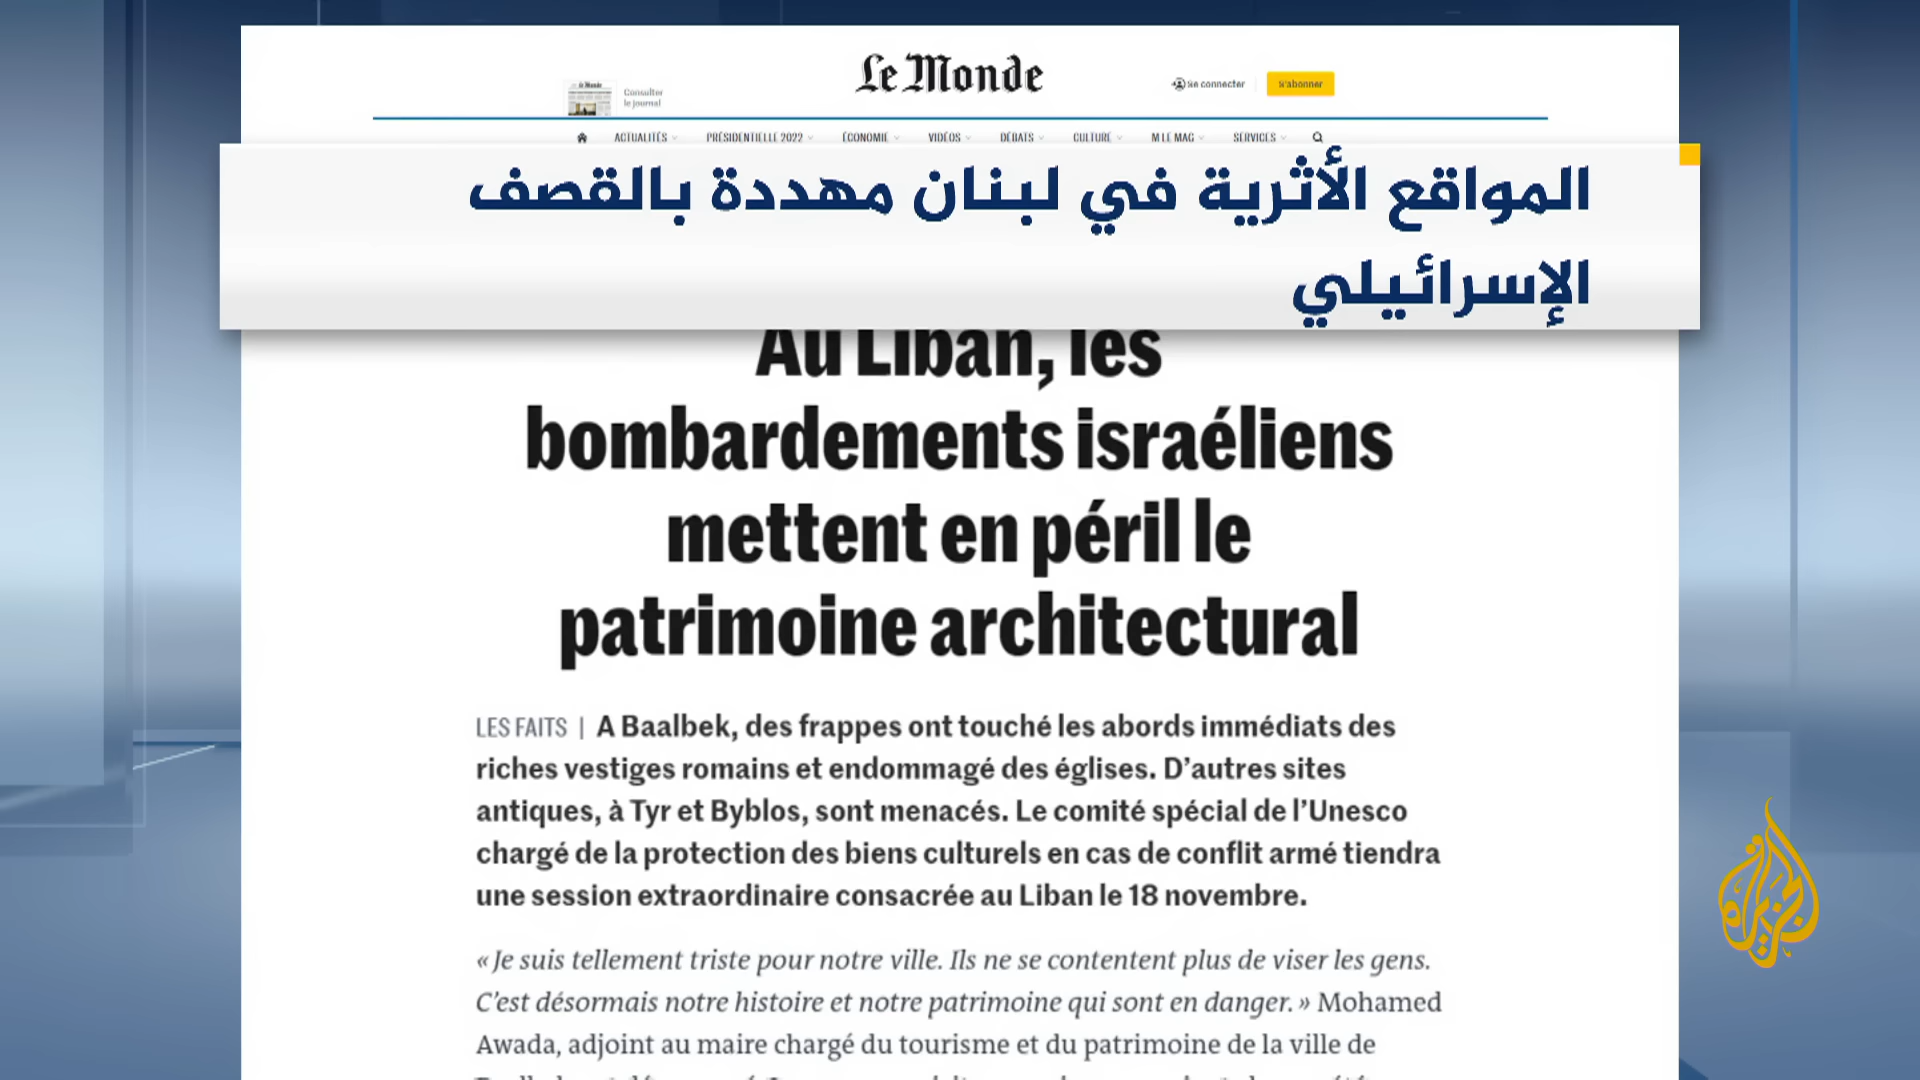 Le Monde
Consulter
le journal
Se connecter
S'abonner
ACTUALITÉS
PRÉSIDENTIELLE 2022
ÉCONOMIE
VIDÉOS
DÉBATS
CULTURE
M LE MAG
SERVICES
المواقع الأثرية في لبنان مهددة بالقصف
الإسرائيلي
Au Liban, les
bombardements israéliens
mettent en péril le
patrimoine architectural
LES FAITS | A Baalbek, des frappes ont touché les abords immédiats des
riches vestiges romains et endommagé des églises. D’autres sites
antiques, à Tyr et Byblos, sont menacés. Le comité spécial de l’Unesco
chargé de la protection des biens culturels en cas de conflit armé tiendra
une session extraordinaire consacrée au Liban le 18 novembre.
« Je suis tellement triste pour notre ville. Ils ne se contentent plus de viser les gens.
C’est désormais notre histoire et notre patrimoine qui sont en danger. » Mohamed
Awada, adjoint au maire chargé du tourisme et du patrimoine de la ville de
الجزيرة